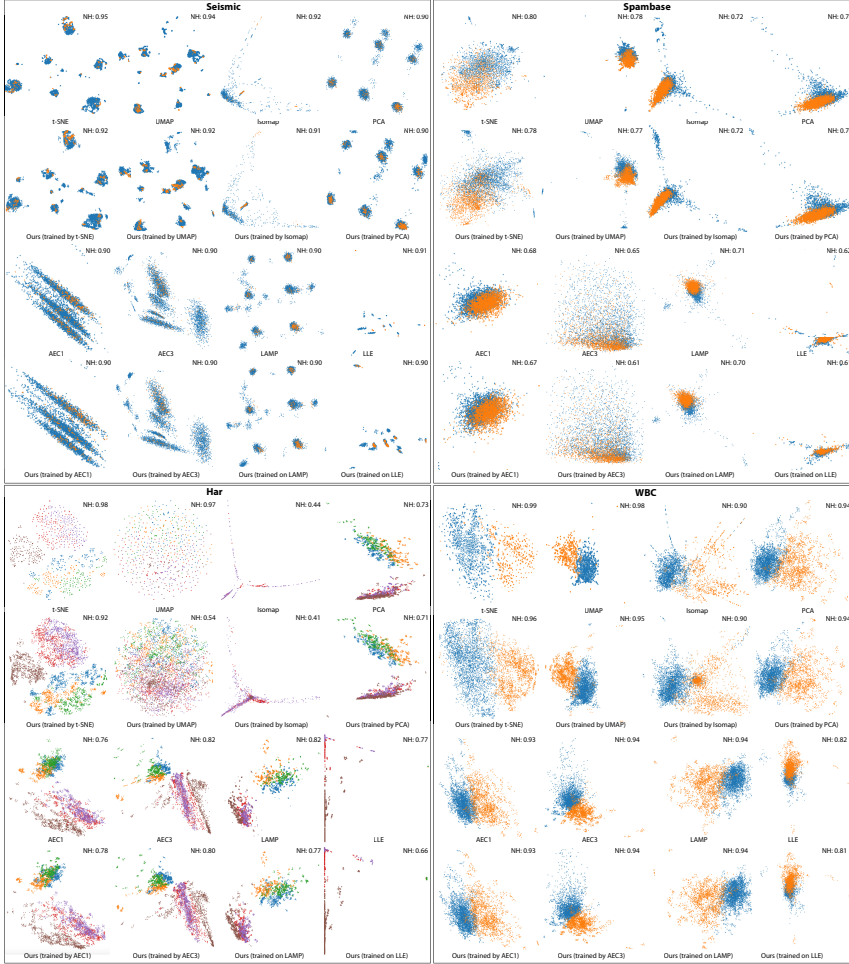 Seismic
NH: 0.95 NH: 0.94 NH: 0.92 NH: 0.90
t-SNE UMAP Isomap PCA
NH: 0.92 NH: 0.92 NH: 0.91 NH: 0.90
Ours (trained by t-SNE) Ours (trained by UMAP) Ours (trained by Isomap) Ours (trained by PCA)
NH: 0.90 NH: 0.90 NH: 0.90 NH: 0.91
AEC1 AEC3 LAMP LLE
NH: 0.90 NH: 0.90 NH: 0.90 NH: 0.90
Ours (trained by AEC1) Ours (trained by AEC3) Ours (trained on LAMP) Ours (trained on LLE)
Spambase
NH: 0.80 NH: 0.78 NH: 0.72 NH: 0.7
t-SNE UMAP Isomap PCA
NH: 0.78 NH: 0.77 NH: 0.72 NH: 0.7
Ours (trained by t-SNE) Ours (trained by UMAP) Ours (trained by Isomap) Ours (trained by PCA)
NH: 0.68 NH: 0.65 NH: 0.71 NH: 0.62
AEC1 AEC3 LAMP LLE
NH: 0.67 NH: 0.61 NH: 0.70 NH: 0.6
Ours (trained by AEC1) Ours (trained by AEC3) Ours (trained on LAMP) Ours (trained on LLE)
Har
NH: 0.98 NH: 0.97 NH: 0.44 NH: 0.73
t-SNE UMAP Isomap PCA
NH: 0.92 NH: 0.54 NH: 0.41 NH: 0.71
Ours (trained by t-SNE) Ours (trained by UMAP) Ours (trained by Isomap) Ours (trained by PCA)
NH: 0.76 NH: 0.82 NH: 0.82 NH: 0.77
AEC1 AEC3 LAMP LLE
NH: 0.78 NH: 0.80 NH: 0.77 NH: 0.66
Ours (trained by AEC1) Ours (trained by AEC3) Ours (trained on LAMP) Ours (trained on LLE)
WBC
NH: 0.99 NH: 0.98 NH: 0.90 NH: 0.94
t-SNE UMAP Isomap PCA
NH: 0.96 NH: 0.95 NH: 0.90 NH: 0.94
Ours (trained by t-SNE) Ours (trained by UMAP) Ours (trained by Isomap) Ours (trained by PCA)
NH: 0.93 NH: 0.94 NH: 0.94 NH: 0.82
AEC1 AEC3 LAMP LLE
NH: 0.93 NH: 0.94 NH: 0.94 NH: 0.81
Ours (trained by AEC1) Ours (trained by AEC3) Ours (trained on LAMP) Ours (trained on LLE)